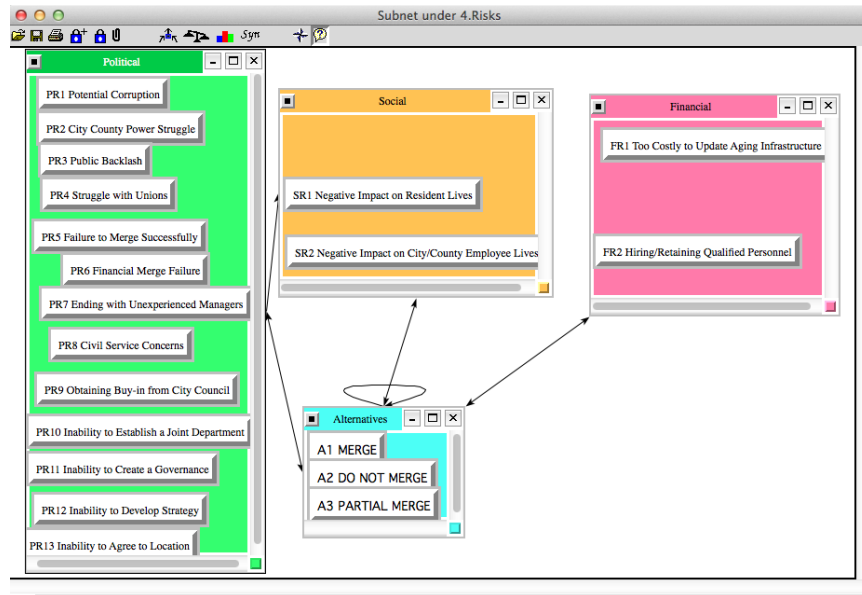 Subnet under 4.Risks
Syn
Political
PR1 Potential Corruption
PR2 City County Power Struggle
PR3 Public Backlash
PR4 Struggle with Unions
PR5 Failure to Merge Successfully
PR6 Financial Merge Failure
PR7 Ending with Unexperienced Managers
PR8 Civil Service Concerns
PR9 Obtaining Buy-in from City Council
PR10 Inability to Establish a Joint Department
PR11 Inability to Create a Governance
PR12 Inability to Develop Strategy
PR13 Inability to Agree to Location
Social
SR1 Negative Impact on Resident Lives
SR2 Negative Impact on City/County Employee Lives
Financial
FR1 Too Costly to Update Aging Infrastructure
FR2 Hiring/Retaining Qualified Personnel
Alternatives
A1 MERGE
A2 DO NOT MERGE
A3 PARTIAL MERGE